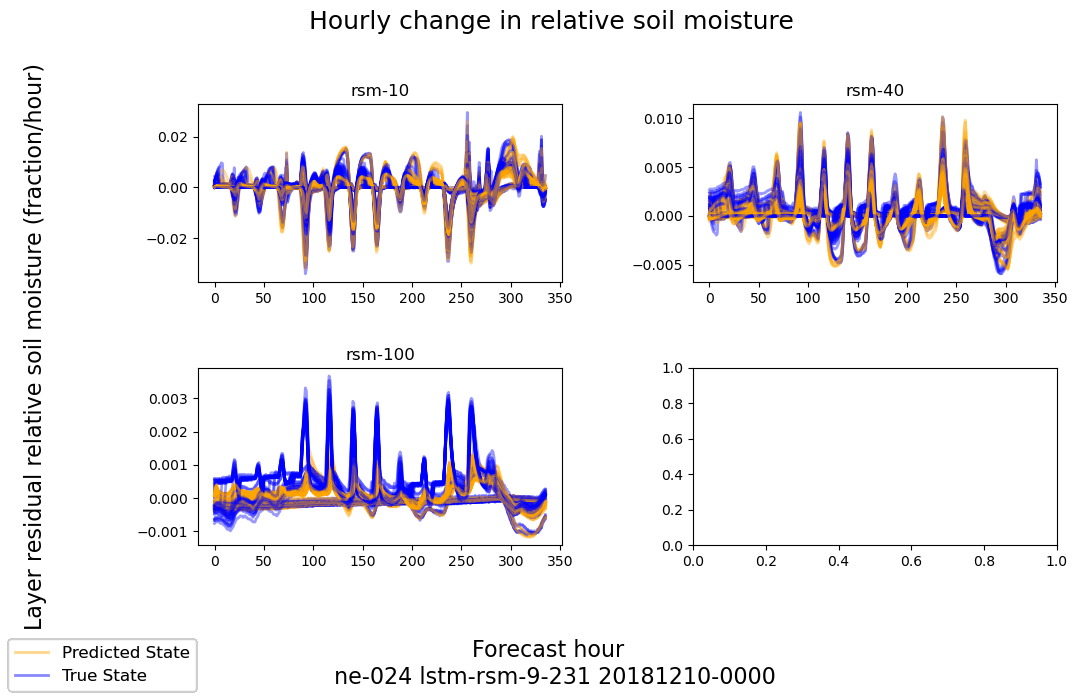 Hourly change in relative soil moisture
Layer residual relative soil moisture (fraction/hour)
rsm-10
0.02
0.00
−0.02
0 50 100 150 200 250 300 350
rsm-40
0.010
0.005
0.000
−0.005
0 50 100 150 200 250 300 350
rsm-100
0.003
0.002
0.001
0.000
−0.001
0 50 100 150 200 250 300 350
1.0
0.8
0.6
0.4
0.2
0.0
0.0 0.2 0.4 0.6 0.8 1.0
Predicted State
True State
Forecast hour
ne-024 lstm-rsm-9-231 20181210-0000